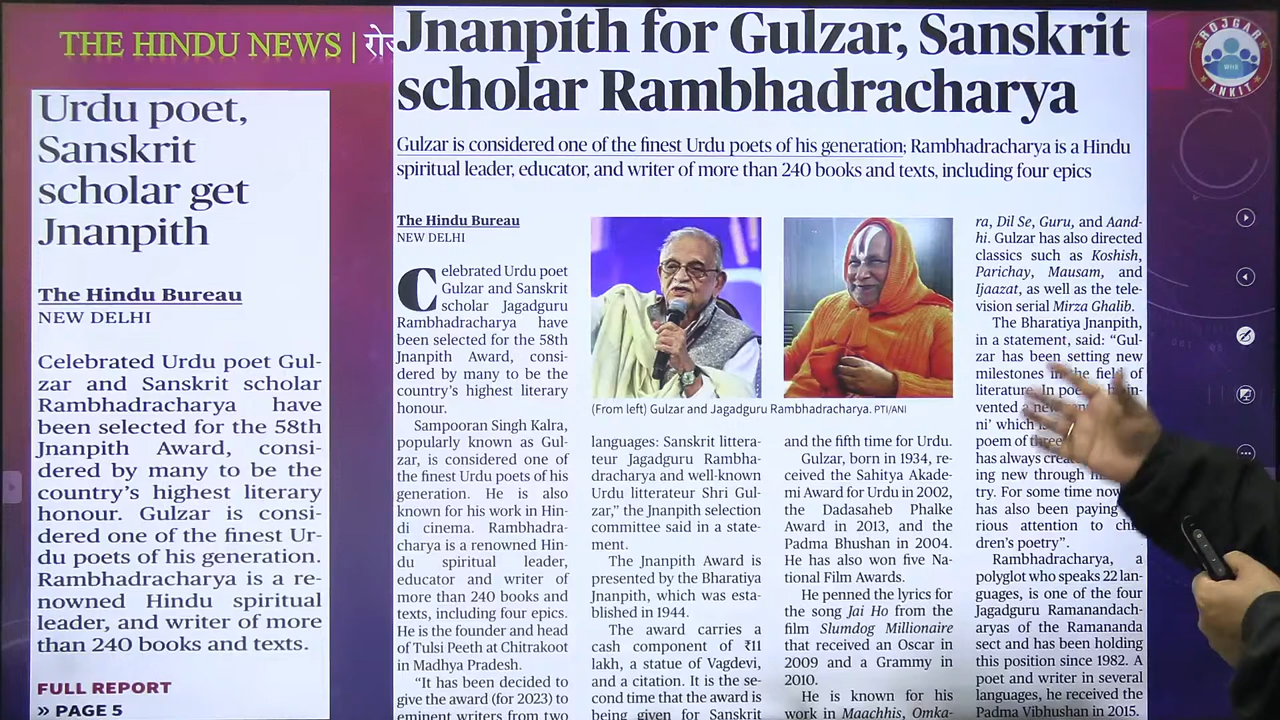 THE HINDU NEWS |
Urdu poet,
Sanskrit
scholar get
Jnanpith
The Hindu Bureau
NEW DELHI
Celebrated Urdu poet Gul-
zar and Sanskrit scholar
Rambhadracharya have
been selected for the 58th
Jnanpith Award, consi-
dered by many to be the
country's highest literary
honour. Gulzar is consi-
dered one of the finest Ur-
du poets of his generation.
Rambhadracharya is a re-
nowned Hindu spiritual
leader, and writer of more
than 240 books and texts.
FULL REPORT
» PAGE 5
Jnanpith for Gulzar, Sanskrit
scholar Rambhadracharya
Gulzar is considered one of the finest Urdu poets of his generation; Rambhadracharya is a Hindu
spiritual leader, educator, and writer of more than 240 books and texts, including four epics
The Hindu Bureau
NEW DELHI
Celebrated Urdu poet
Gulzar and Sanskrit
scholar Jagadguru
Rambhadracharya have
been selected for the 58th
Jnanpith Award, consi-
dered by many to be the
country's highest literary
honour.
Sampooran Singh Kalra,
popularly known as Gul-
zar, is considered one of
the finest Urdu poets of his
generation. He is also
known for his work in Hin-
di cinema. Rambhadra-
charya is a renowned Hin-
du spiritual leader,
educator and writer of
more than 240 books and
texts, including four epics.
He is the founder and head
of Tulsi Peeth at Chitrakoot
in Madhya Pradesh.
"It has been decided to
give the award (for 2023) to
eminent writers from two
(From left) Gulzar and Jagadguru Rambhadracharya. PTI/ANI
languages: Sanskrit littera-
teur Jagadguru Rambha-
dracharya and well-known
Urdu litterateur Shri Gul-
zar," the Jnanpith selection
committee said in a state-
ment.
The Jnanpith Award is
presented by the Bharatiya
Jnanpith, which was esta-
blished in 1944.
The award carries a
cash component of ₹11
lakh, a statue of Vagdevi,
and a citation. It is the se-
cond time that the award is
being given for Sanskrit
and the fifth time for Urdu.
Gulzar, born in 1934, re-
ceived the Sahitya Akade-
mi Award for Urdu in 2002,
the Dadasaheb Phalke
Award in 2013, and the
Padma Bhushan in 2004.
He has also won five Na-
tional Film Awards.
He penned the lyrics for
the song Jai Ho from the
film Slumdog Millionaire
that received an Oscar in
2009 and a Grammy in
2010.
He is known for his
work in Maachhis, Omka-
ra, Dil Se, Guru, and Aand-
hi. Gulzar has also directed
classics such as Koshish,
Parichay, Mausam, and
Ijaazat, as well as the tele-
vision serial Mirza Ghalib.
The Bharatiya Jnanpith,
in a statement, said: "Gul-
zar has been setting new
milestones in the field of
literature. In in-
vented a new
ni' which is
poem of three
has always
ing new through
try. For some time now
has also been paying
rious attention to
dren's poetry".
Rambhadracharya, a
polyglot who speaks 22 lan-
guages, is one of the four
Jagadguru Ramanandach-
aryas of the Ramananda
sect and has been holding
this position since 1982. A
poet and writer in several
languages, he received the
Padma Vibhushan in 2015.
ROJGAR
WITH
ANKIT